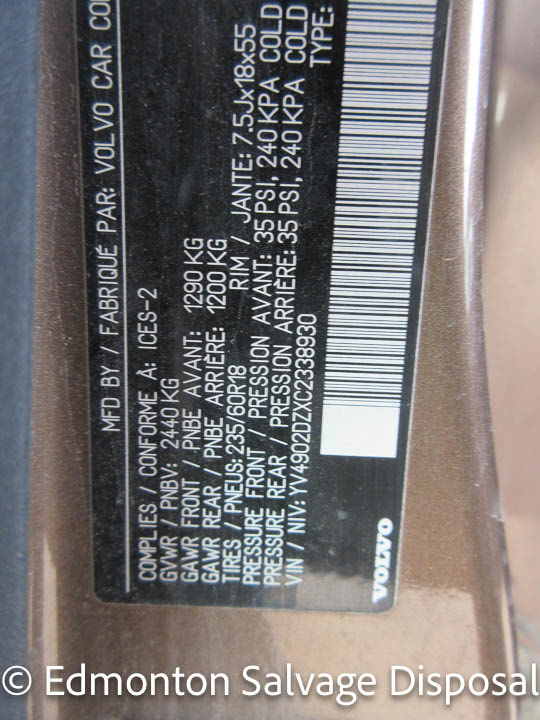 MFD BY / FABRIQUÉ PAR: VOLVO CAR CO
COMPLIES / CONFORME À: ICES-2
GVWR / PNBV: 2440 KG
GAWR FRONT / PNBE AVANT: 1290 KG
GAWR REAR / PNBE ARRIÈRE: 1200 KG
TIRES / PNEUS: 235/60R18 RIM / JANTE: 7.5Jx18x55
PRESSURE FRONT / PRESSION AVANT: 35 PSI, 240 KPA COLD
PRESSURE REAR / PRESSION ARRIÈRE: 35 PSI, 240 KPA COLD
VIN / NIV: YV4902DZXC2338930 TYPE:
VOLVO
© Edmonton Salvage Disposal